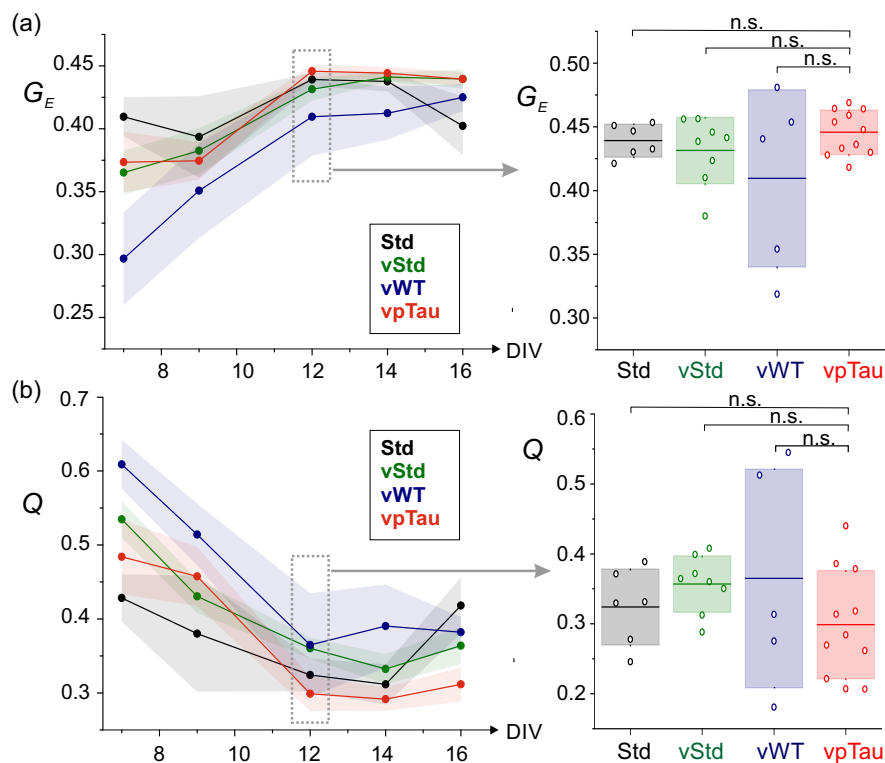 (a)
n.s.
n.s.
n.s.
G_E
0.45
0.40
0.35
0.30
0.25
Std
vStd
vWT
vpTau
8
10
12
14
16
DIV
G_E
0.50
0.45
0.40
0.35
0.30
Std
vStd
vWT
vpTau
(b)
Q
0.7
0.6
0.5
0.4
0.3
Std
vStd
vWT
vpTau
8
10
12
14
16
DIV
n.s.
n.s.
n.s.
Q
0.6
0.5
0.4
0.3
0.2
Std
vStd
vWT
vpTau